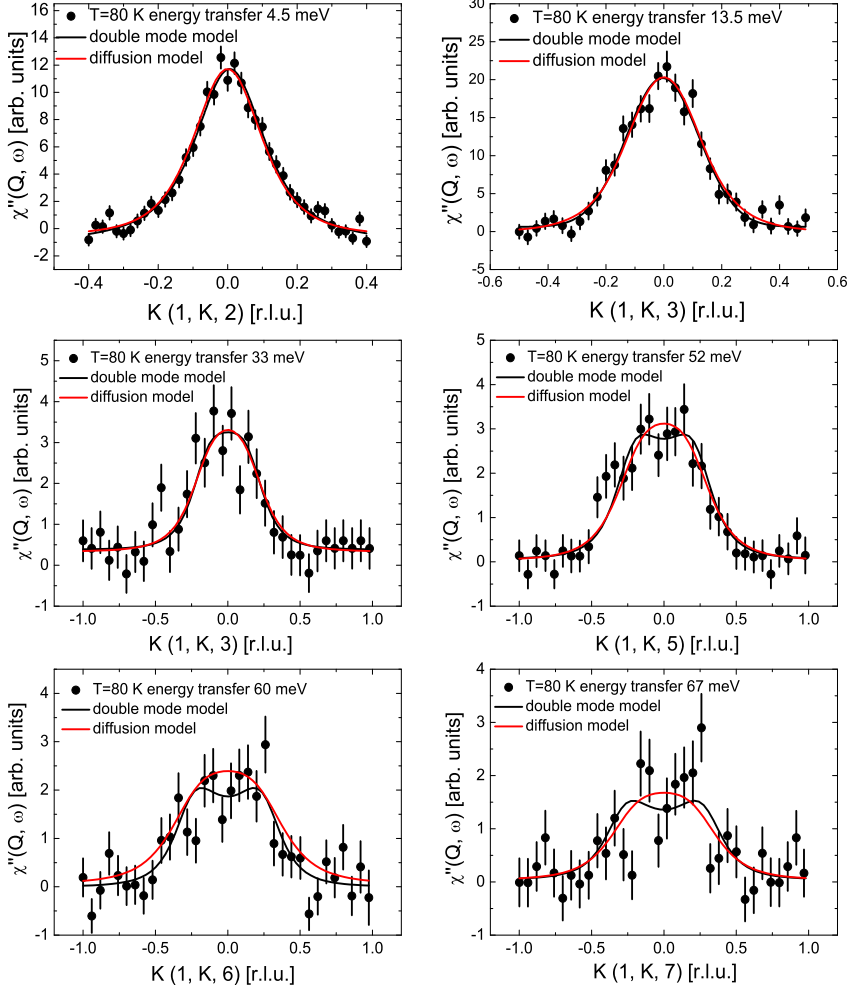 T=80 K energy transfer 4.5 meV
double mode model
diffusion model
χ''(Q, ω) [arb. units]
16
14
12
10
8
6
4
2
0
-2
-0.4
-0.2
0.0
0.2
0.4
K (1, K, 2) [r.l.u.]
T=80 K energy transfer 13.5 meV
double mode model
diffusion model
χ''(Q, ω) [arb. units]
30
25
20
15
10
5
0
-5
-0.6
-0.4
-0.2
0.0
0.2
0.4
0.6
K (1, K, 3) [r.l.u.]
T=80 K energy transfer 33 meV
double mode model
diffusion model
χ''(Q, ω) [arb. units]
5
4
3
2
1
0
-1
-1.0
-0.5
0.0
0.5
1.0
K (1, K, 3) [r.l.u.]
T=80 K energy transfer 52 meV
double mode model
diffusion model
χ''(Q, ω) [arb. units]
5
4
3
2
1
0
-1
-1.0
-0.5
0.0
0.5
1.0
K (1, K, 5) [r.l.u.]
T=80 K energy transfer 60 meV
double mode model
diffusion model
χ''(Q, ω) [arb. units]
4
3
2
1
0
-1
-1.0
-0.5
0.0
0.5
1.0
K (1, K, 6) [r.l.u.]
T=80 K energy transfer 67 meV
double mode model
diffusion model
χ''(Q, ω) [arb. units]
4
3
2
1
0
-1
-1.0
-0.5
0.0
0.5
1.0
K (1, K, 7) [r.l.u.]